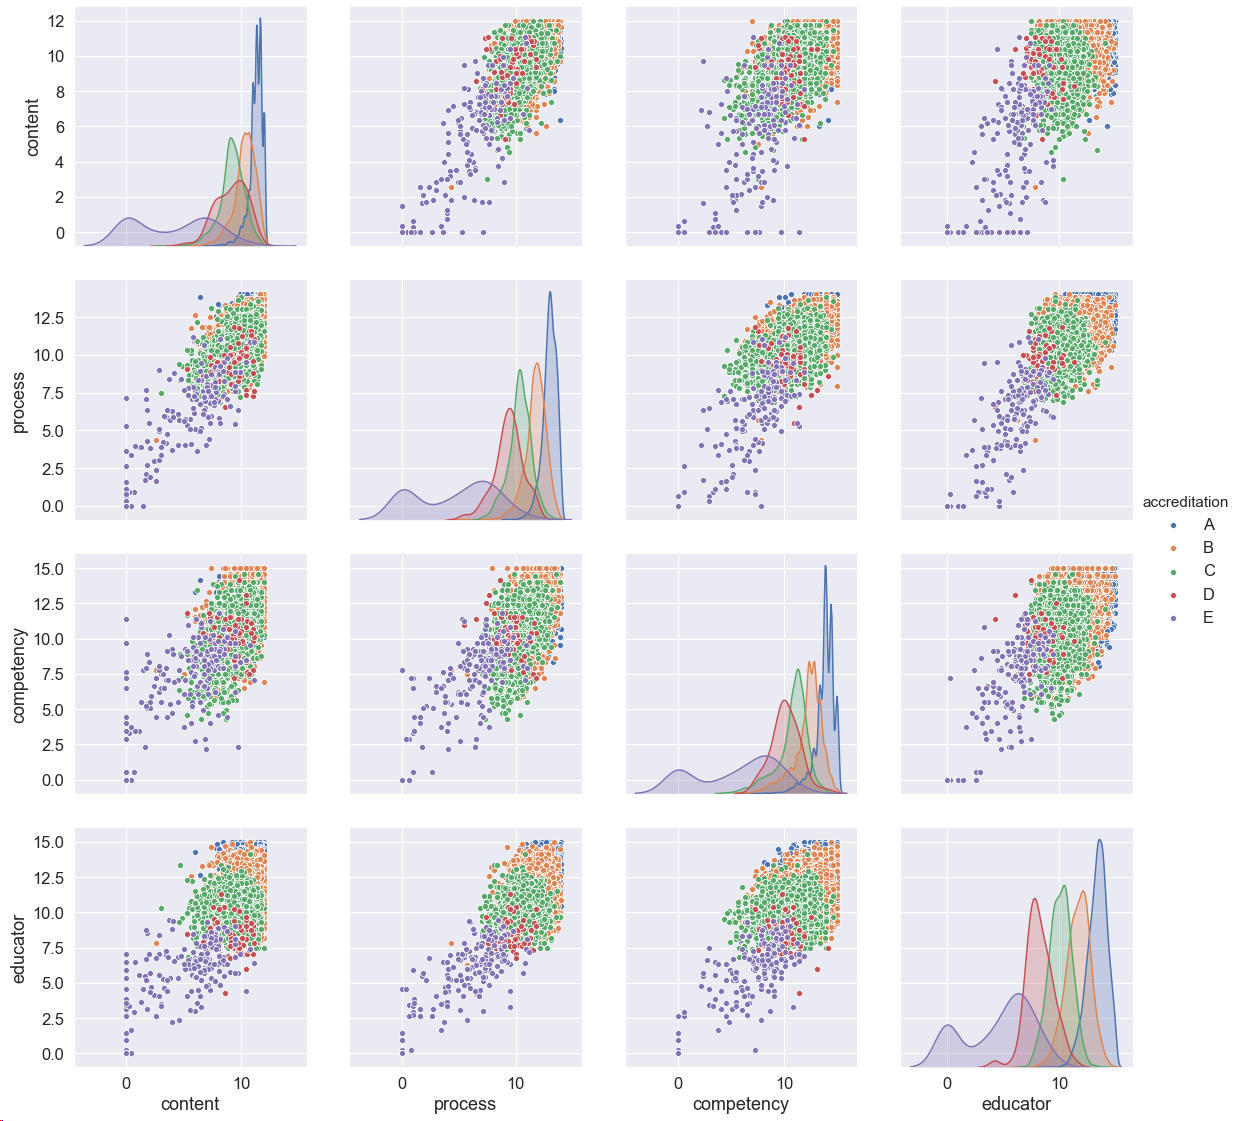 12
10
8
6
4
2
0
content
12.5
10.0
7.5
5.0
2.5
0.0
process
accreditation
A
B
C
D
E
15.0
12.5
10.0
7.5
5.0
2.5
0.0
competency
15.0
12.5
10.0
7.5
5.0
2.5
0.0
educator
0 10 0 10 0 10 0 10
content process competency educator